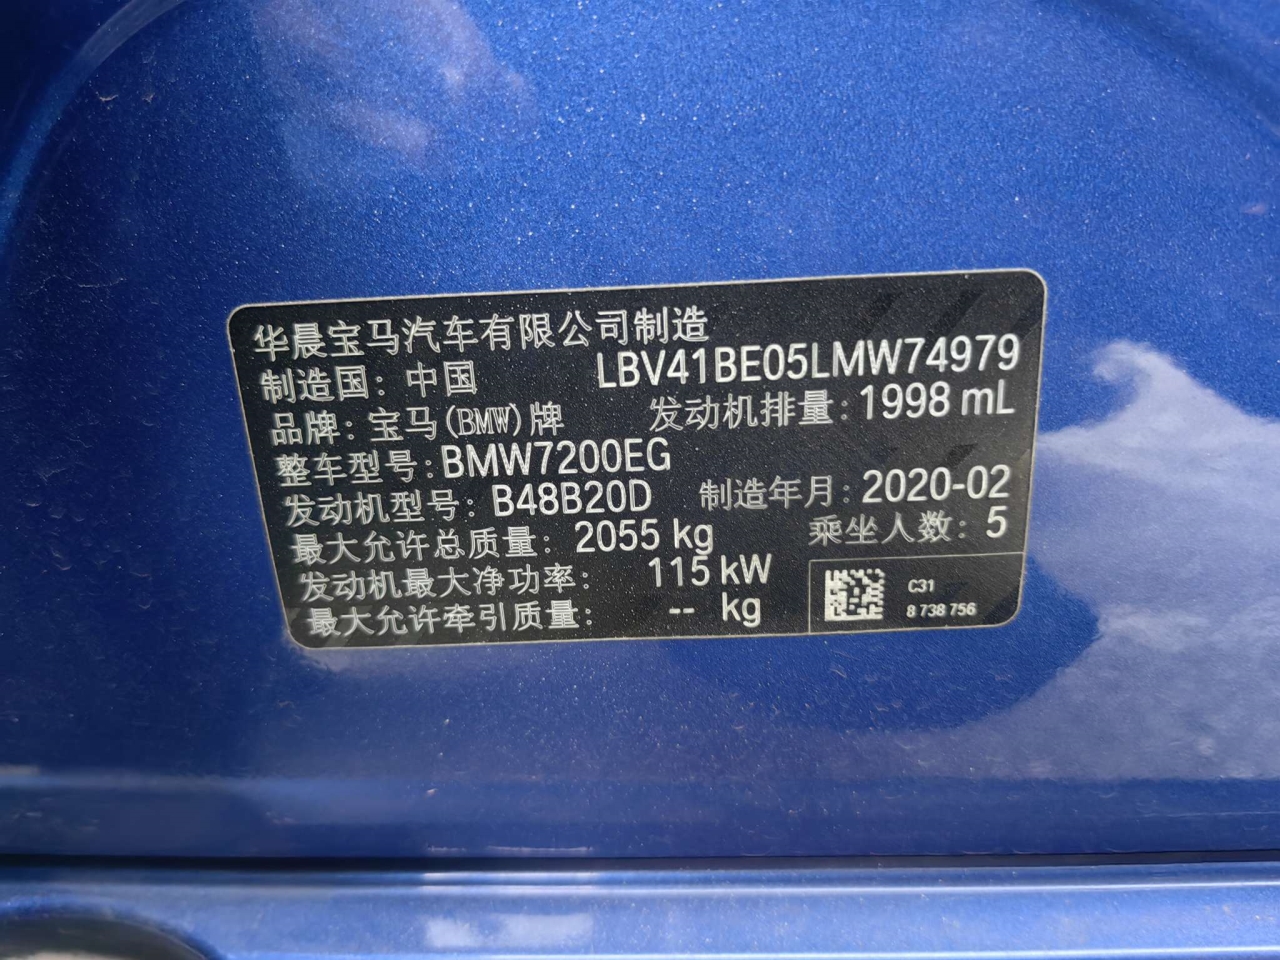 华晨宝马汽车有限公司制造
制造国: 中国 LBV41BE05LMW74979
品牌: 宝马(BMW)牌 发动机排量: 1998 mL
整车型号: BMW7200EG
发动机型号: B48B20D 制造年月: 2020-02
最大允许总质量: 2055 kg 乘坐人数: 5
发动机最大净功率: 115 kW
最大允许牵引质量: -- kg
C31
8 738 756